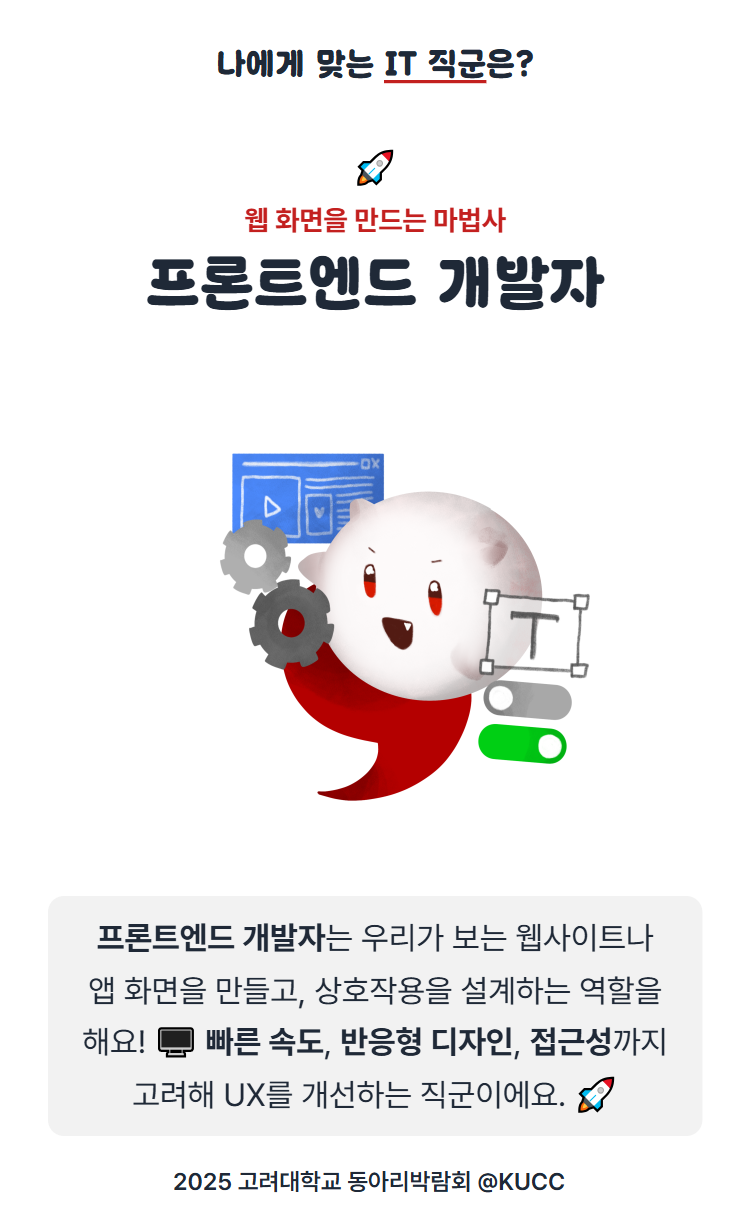 나에게 맞는 IT 직군은?
🚀
웹 화면을 만드는 마법사
프론트엔드 개발자
T
프론트엔드 개발자는 우리가 보는 웹사이트나
앱 화면을 만들고, 상호작용을 설계하는 역할을
해요! 🖥️ 빠른 속도, 반응형 디자인, 접근성까지
고려해 UX를 개선하는 직군이에요. 🚀
2025 고려대학교 동아리박람회 @KUCC